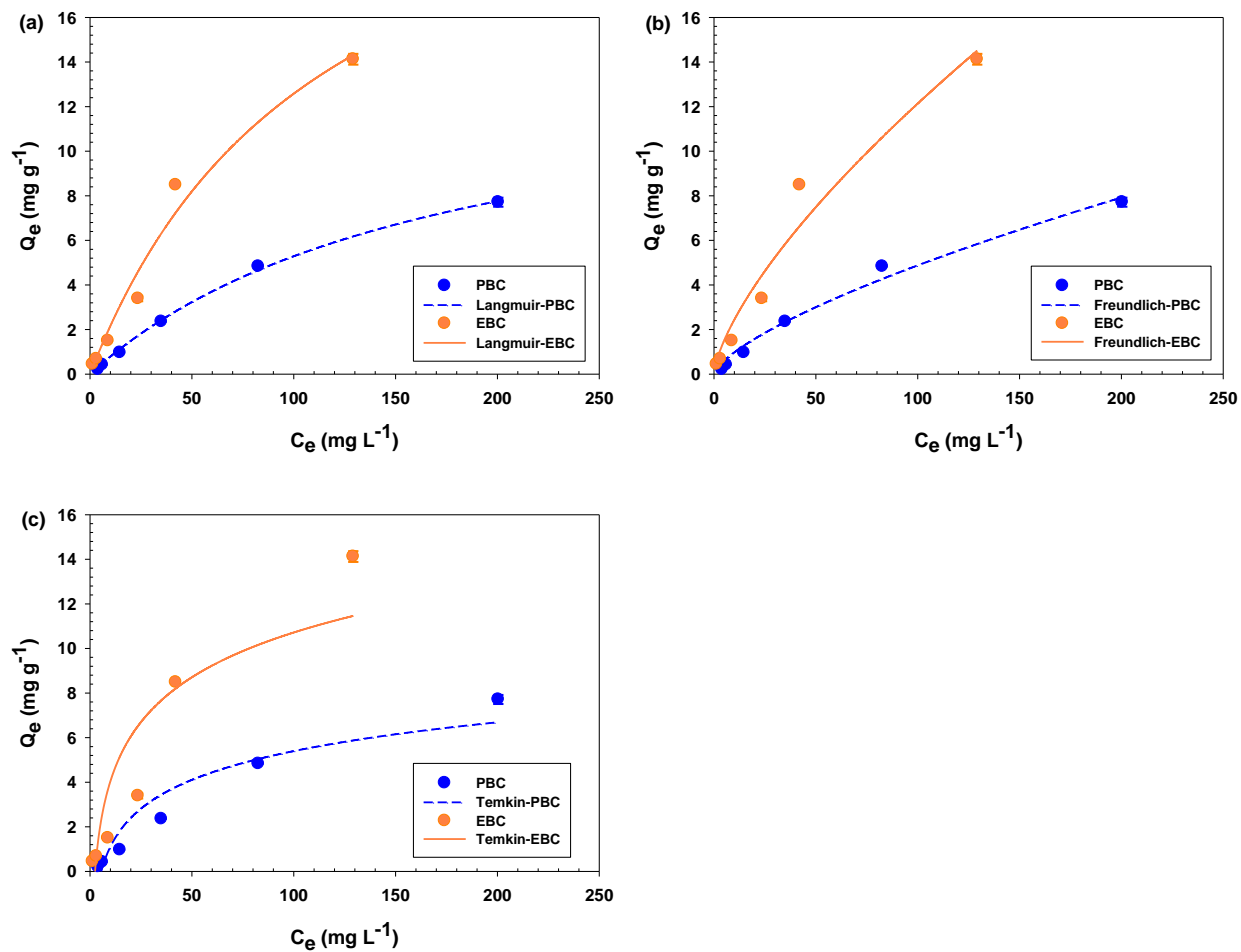 (a)
16
14
12
10
8
6
4
2
0
Qe (mg g-1)
PBC
Langmuir-PBC
EBC
Langmuir-EBC
0 50 100 150 200 250
Ce (mg L-1)
(b)
16
14
12
10
8
6
4
2
0
Qe (mg g-1)
PBC
Freundlich-PBC
EBC
Freundlich-EBC
0 50 100 150 200 250
Ce (mg L-1)
(c)
16
14
12
10
8
6
4
2
0
Qe (mg g-1)
PBC
Temkin-PBC
EBC
Temkin-EBC
0 50 100 150 200 250
Ce (mg L-1)